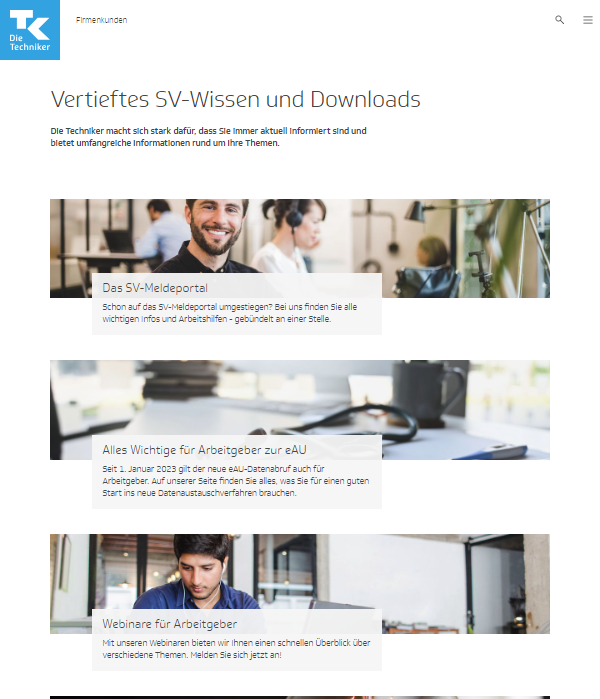 Die
Techniker
Firmenkunden
Vertieftes SV-Wissen und Downloads
Die Techniker macht sich stark dafür, dass Sie immer aktuell informiert sind und
bietet umfangreiche Informationen rund um Ihre Themen.
Das SV-Meldeportal
Schon auf das SV-Meldeportal umgestiegen? Bei uns finden Sie alle
wichtigen Infos und Arbeitshilfen - gebündelt an einer Stelle.
Alles Wichtige für Arbeitgeber zur eAU
Seit 1. Januar 2023 gilt der neue eAU-Datenabruf auch für
Arbeitgeber. Auf unserer Seite finden Sie alles, was Sie für einen guten
Start ins neue Datenaustauschverfahren brauchen.
Webinare für Arbeitgeber
Mit unseren Webinaren bieten wir Ihnen einen schnellen Überblick über
verschiedene Themen. Melden Sie sich jetzt an!